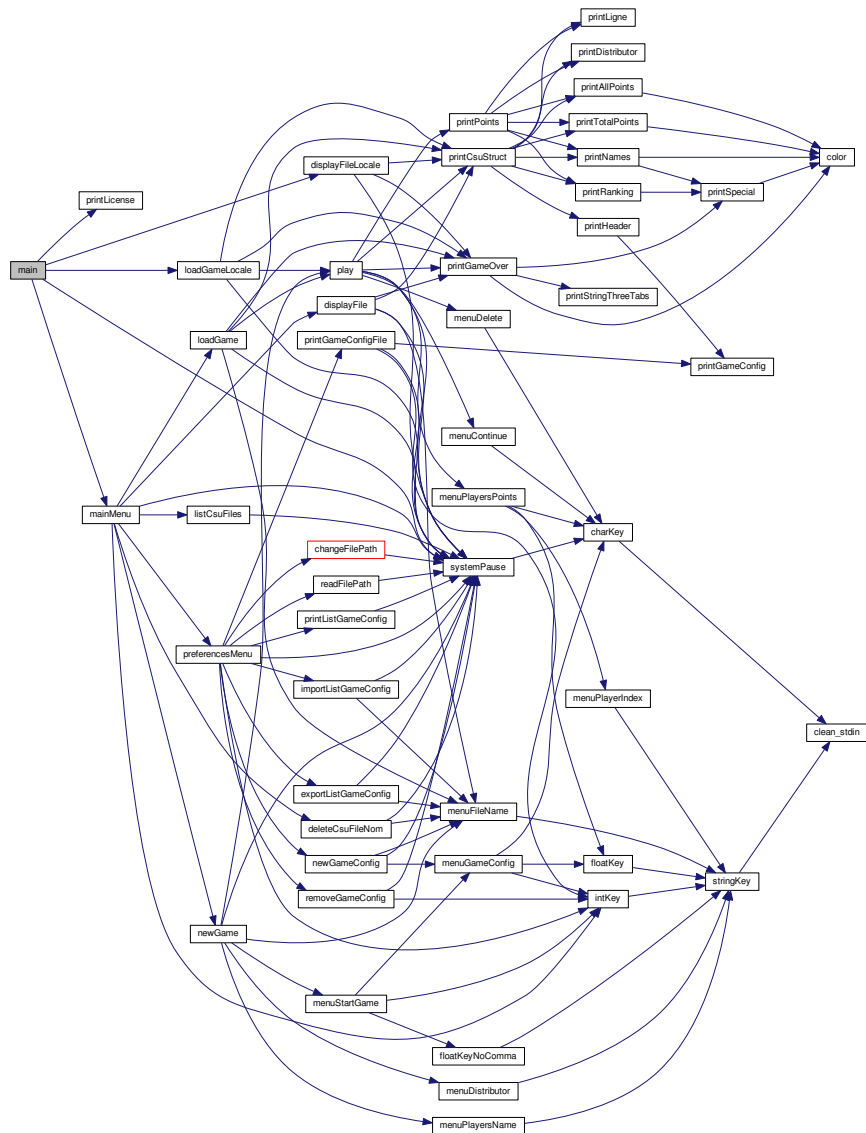 printLigne
printDistributor
printAllPoints
printPoints
printTotalPoints
printCsuStruct
printNames
color
displayFileLocale
printRanking
printSpecial
printLicense
printHeader
main
loadGameLocale
play
printGameOver
printStringThreeTabs
displayFile
menuDelete
loadGame
printGameConfigFile
printGameConfig
menuContinue
menuPlayersPoints
mainMenu
listCsuFiles
charKey
changeFilePath
systemPause
readFilePath
printListGameConfig
preferencesMenu
importListGameConfig
menuPlayerIndex
clean_stdin
exportListGameConfig
menuFileName
deleteCsuFileNom
newGameConfig
menuGameConfig
floatKey
stringKey
removeGameConfig
intKey
newGame
menuStartGame
floatKeyNoComma
menuDistributor
menuPlayersName